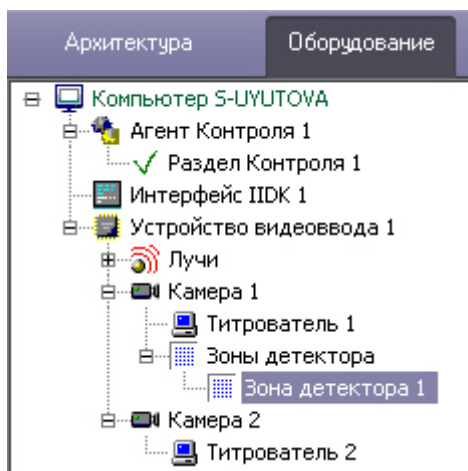 Архитектура Оборудование
Компьютер S-UYUTOVA
Агент Контроля 1
Раздел Контроля 1
Интерфейс IIDK 1
Устройство видеоввода 1
Лучи
Камера 1
Титрователь 1
Зоны детектора
Зона детектора 1
Камера 2
Титрователь 2